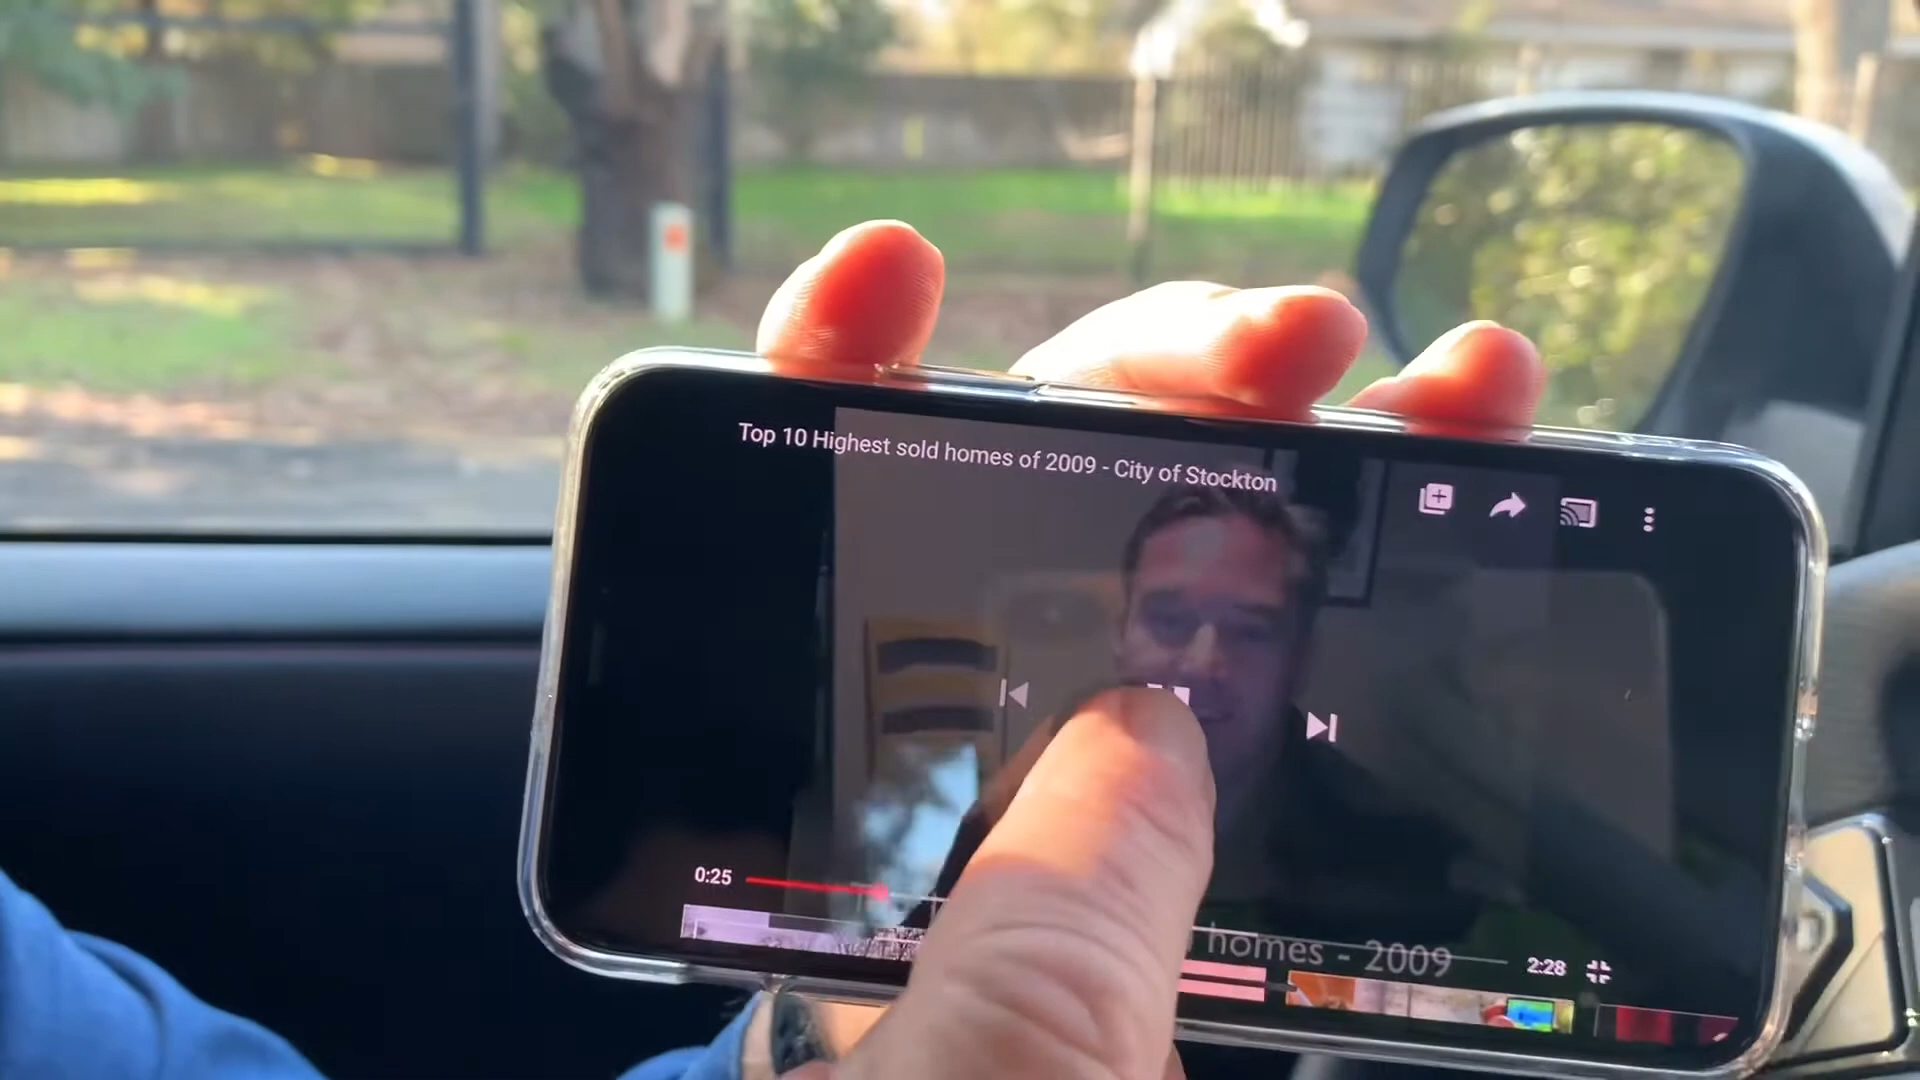 Top 10 Highest sold homes of 2009 - City of Stockton
0:25
homes - 2009
2:28